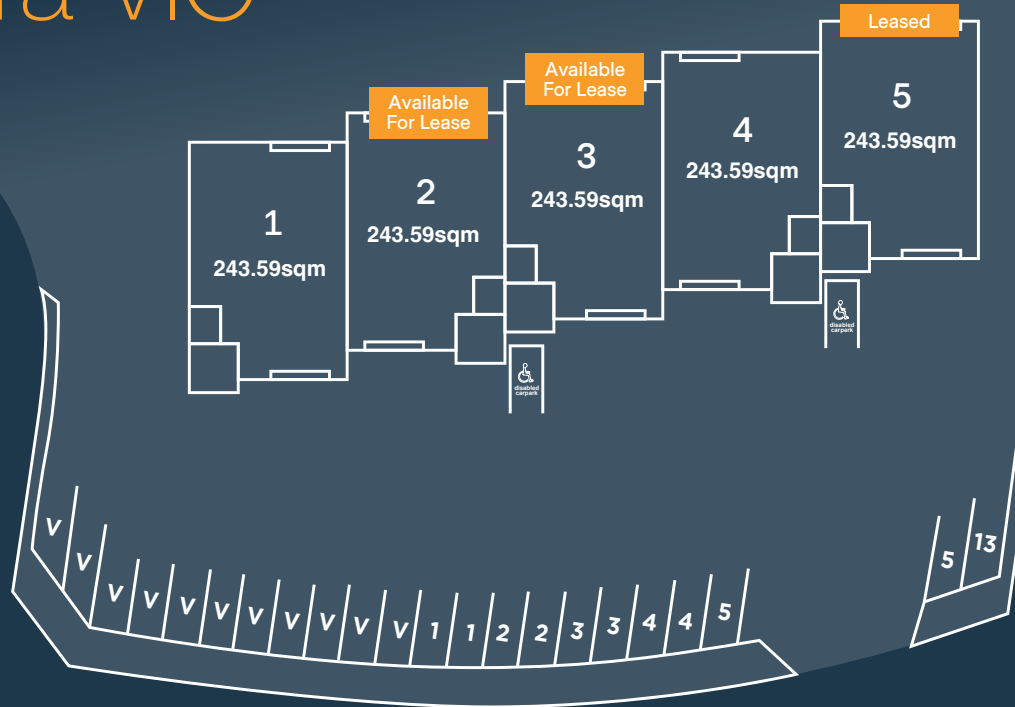 VIC
Leased
5
243.59sqm
Available
For Lease
3
243.59sqm
Available
For Lease
2
243.59sqm
4
243.59sqm
1
243.59sqm
disabled
carpark
disabled
carpark
V
V
V
V
V
V
V
V
V
V
V
1
1
2
2
3
3
4
4
5
5
13